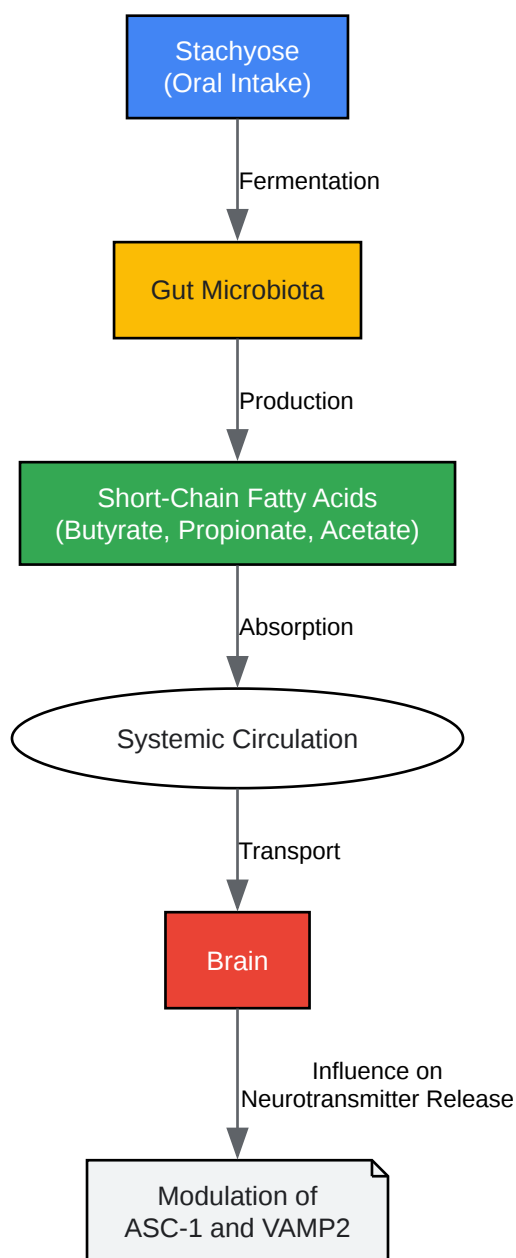 Stachyose
(Oral Intake)
Fermentation
Gut Microbiota
Production
Short-Chain Fatty Acids
(Butyrate, Propionate, Acetate)
Absorption
Systemic Circulation
Transport
Brain
Influence on
Neurotransmitter Release
Modulation of
ASC-1 and VAMP2